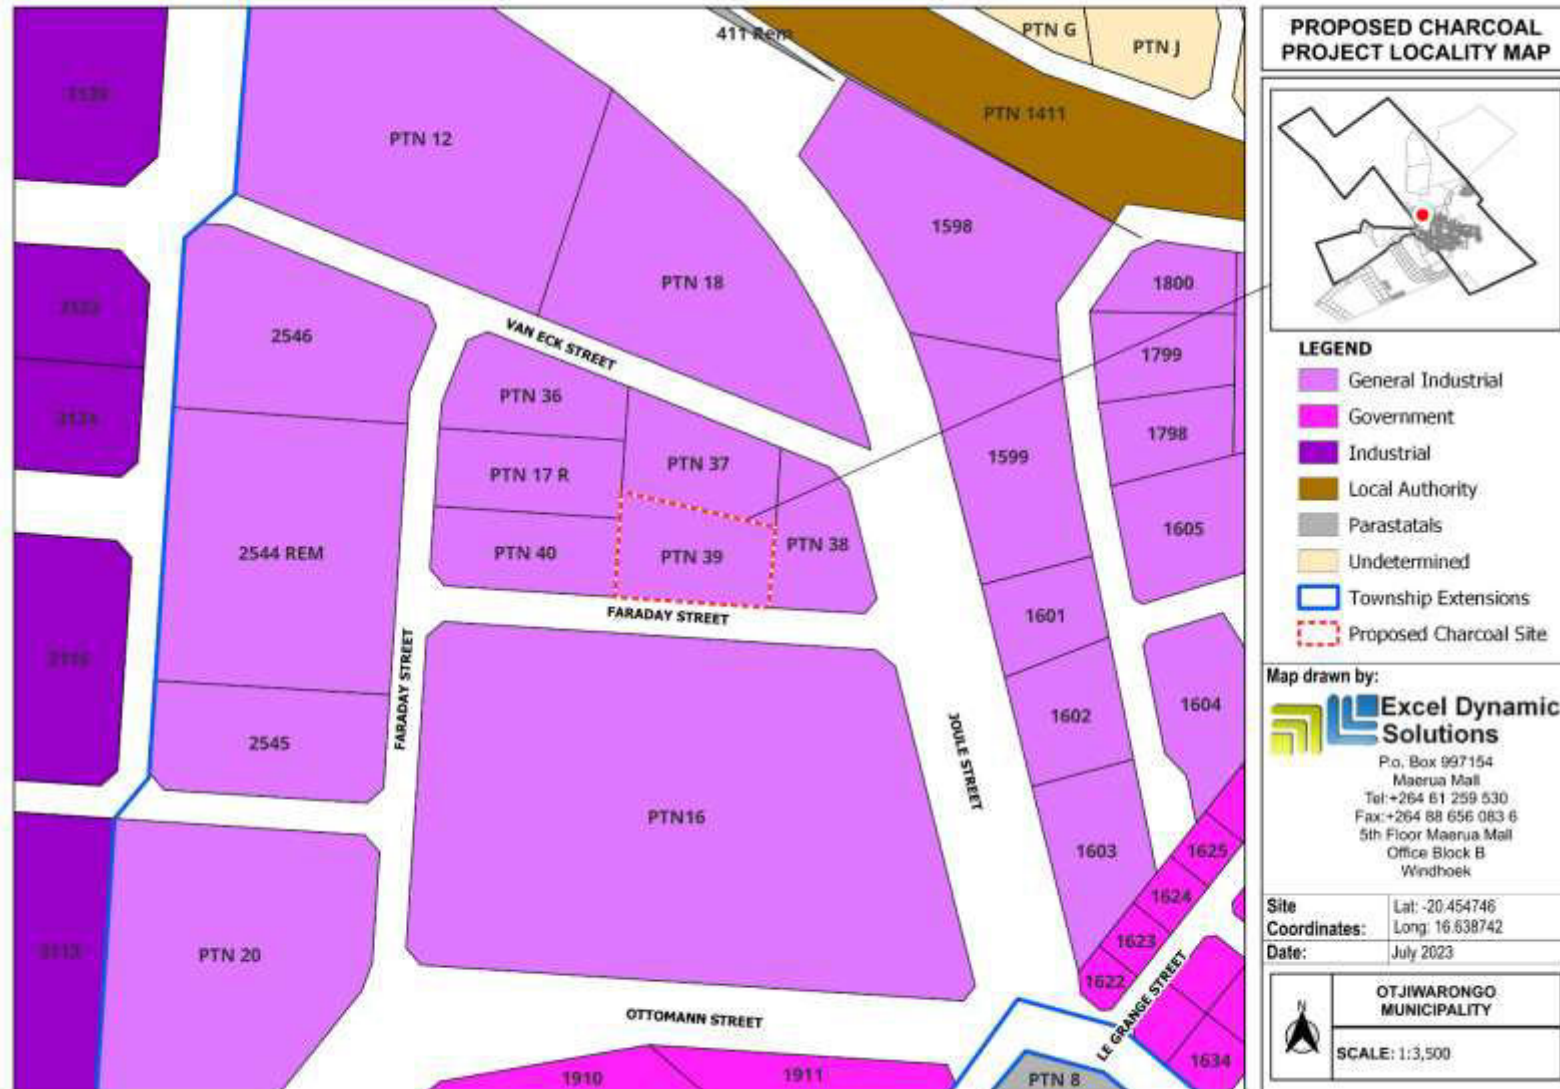 411 Rem
PTN G
PTN J
PTN 12
PTN 1411
1598
PTN 18
1800
2546
VAN ECK STREET
1799
PTN 36
1798
PTN 37
1599
PTN 17 R
1605
2544 REM
PTN 40
PTN 39
PTN 38
FARADAY STREET
1601
FARADAY STREET
1602
1604
2545
JOULE STREET
PTN16
1603
1625
1624
1623
1622
PTN 20
LE GRANGE STREET
OTTOMANN STREET
1634
1910
1911
PTN 8
PROPOSED CHARCOAL
PROJECT LOCALITY MAP
LEGEND
General Industrial
Government
Industrial
Local Authority
Parastatals
Undetermined
Township Extensions
Proposed Charcoal Site
Map drawn by:
Excel Dynamic
Solutions
P.o. Box 997154
Maerua Mall
Tel:+264 61 259 530
Fax:+264 88 656 083 6
5th Floor Maerua Mall
Office Block B
Windhoek
Site
Coordinates:
Lat: -20.454746
Long: 16.638742
Date:
July 2023
N
OTJIWARONGO
MUNICIPALITY
SCALE: 1:3,500